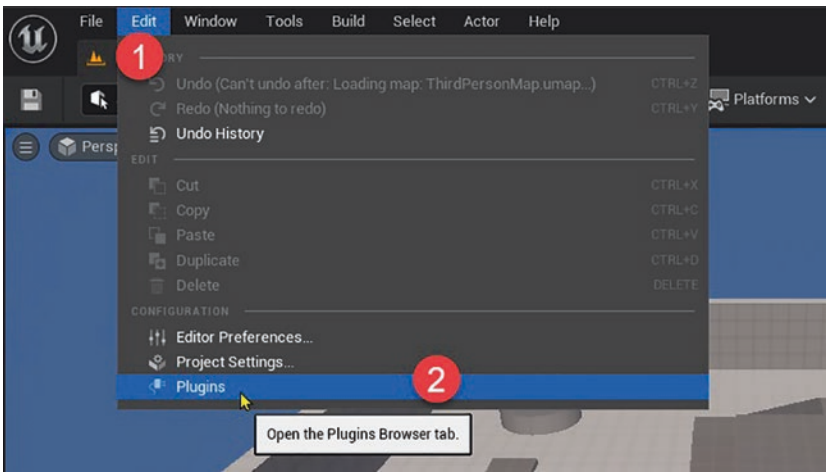 File Edit Window Tools Build Select Actor Help
1
Undo (Can't undo after: Loading map: ThirdPersonMap.umap...) CTRL+Z
Redo (Nothing to redo) CTRL+Y
Platforms
Undo History
EDIT
Cut CTRL+X
Copy CTRL+C
Paste CTRL+V
Duplicate CTRL+D
Delete DELETE
CONFIGURATION
Editor Preferences...
Project Settings...
Plugins 2
Open the Plugins Browser tab.